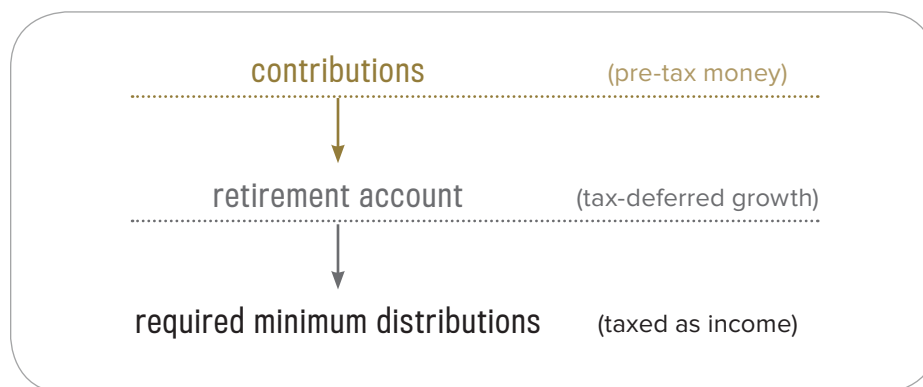 contributions (pre-tax money)
retirement account (tax-deferred growth)
required minimum distributions (taxed as income)